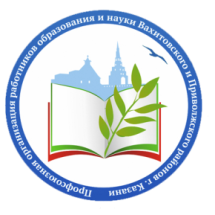 Профсоюзная организация работников образования и науки Вахитовского и Приволжского районов г. Казани